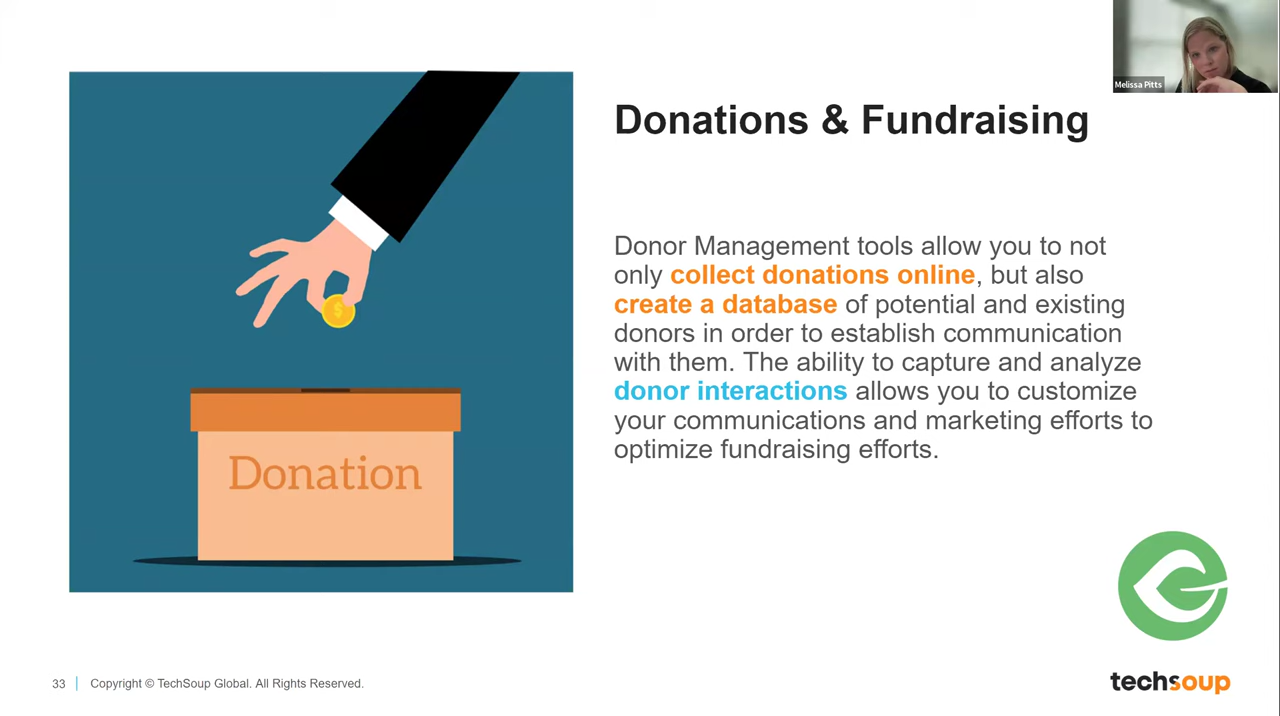 Melissa Pitts
Donations & Fundraising
Donor Management tools allow you to not
only collect donations online, but also
create a database of potential and existing
donors in order to establish communication
with them. The ability to capture and analyze
donor interactions allows you to customize
your communications and marketing efforts to
optimize fundraising efforts.
$
Donation
33
Copyright © TechSoup Global. All Rights Reserved.
techsoup